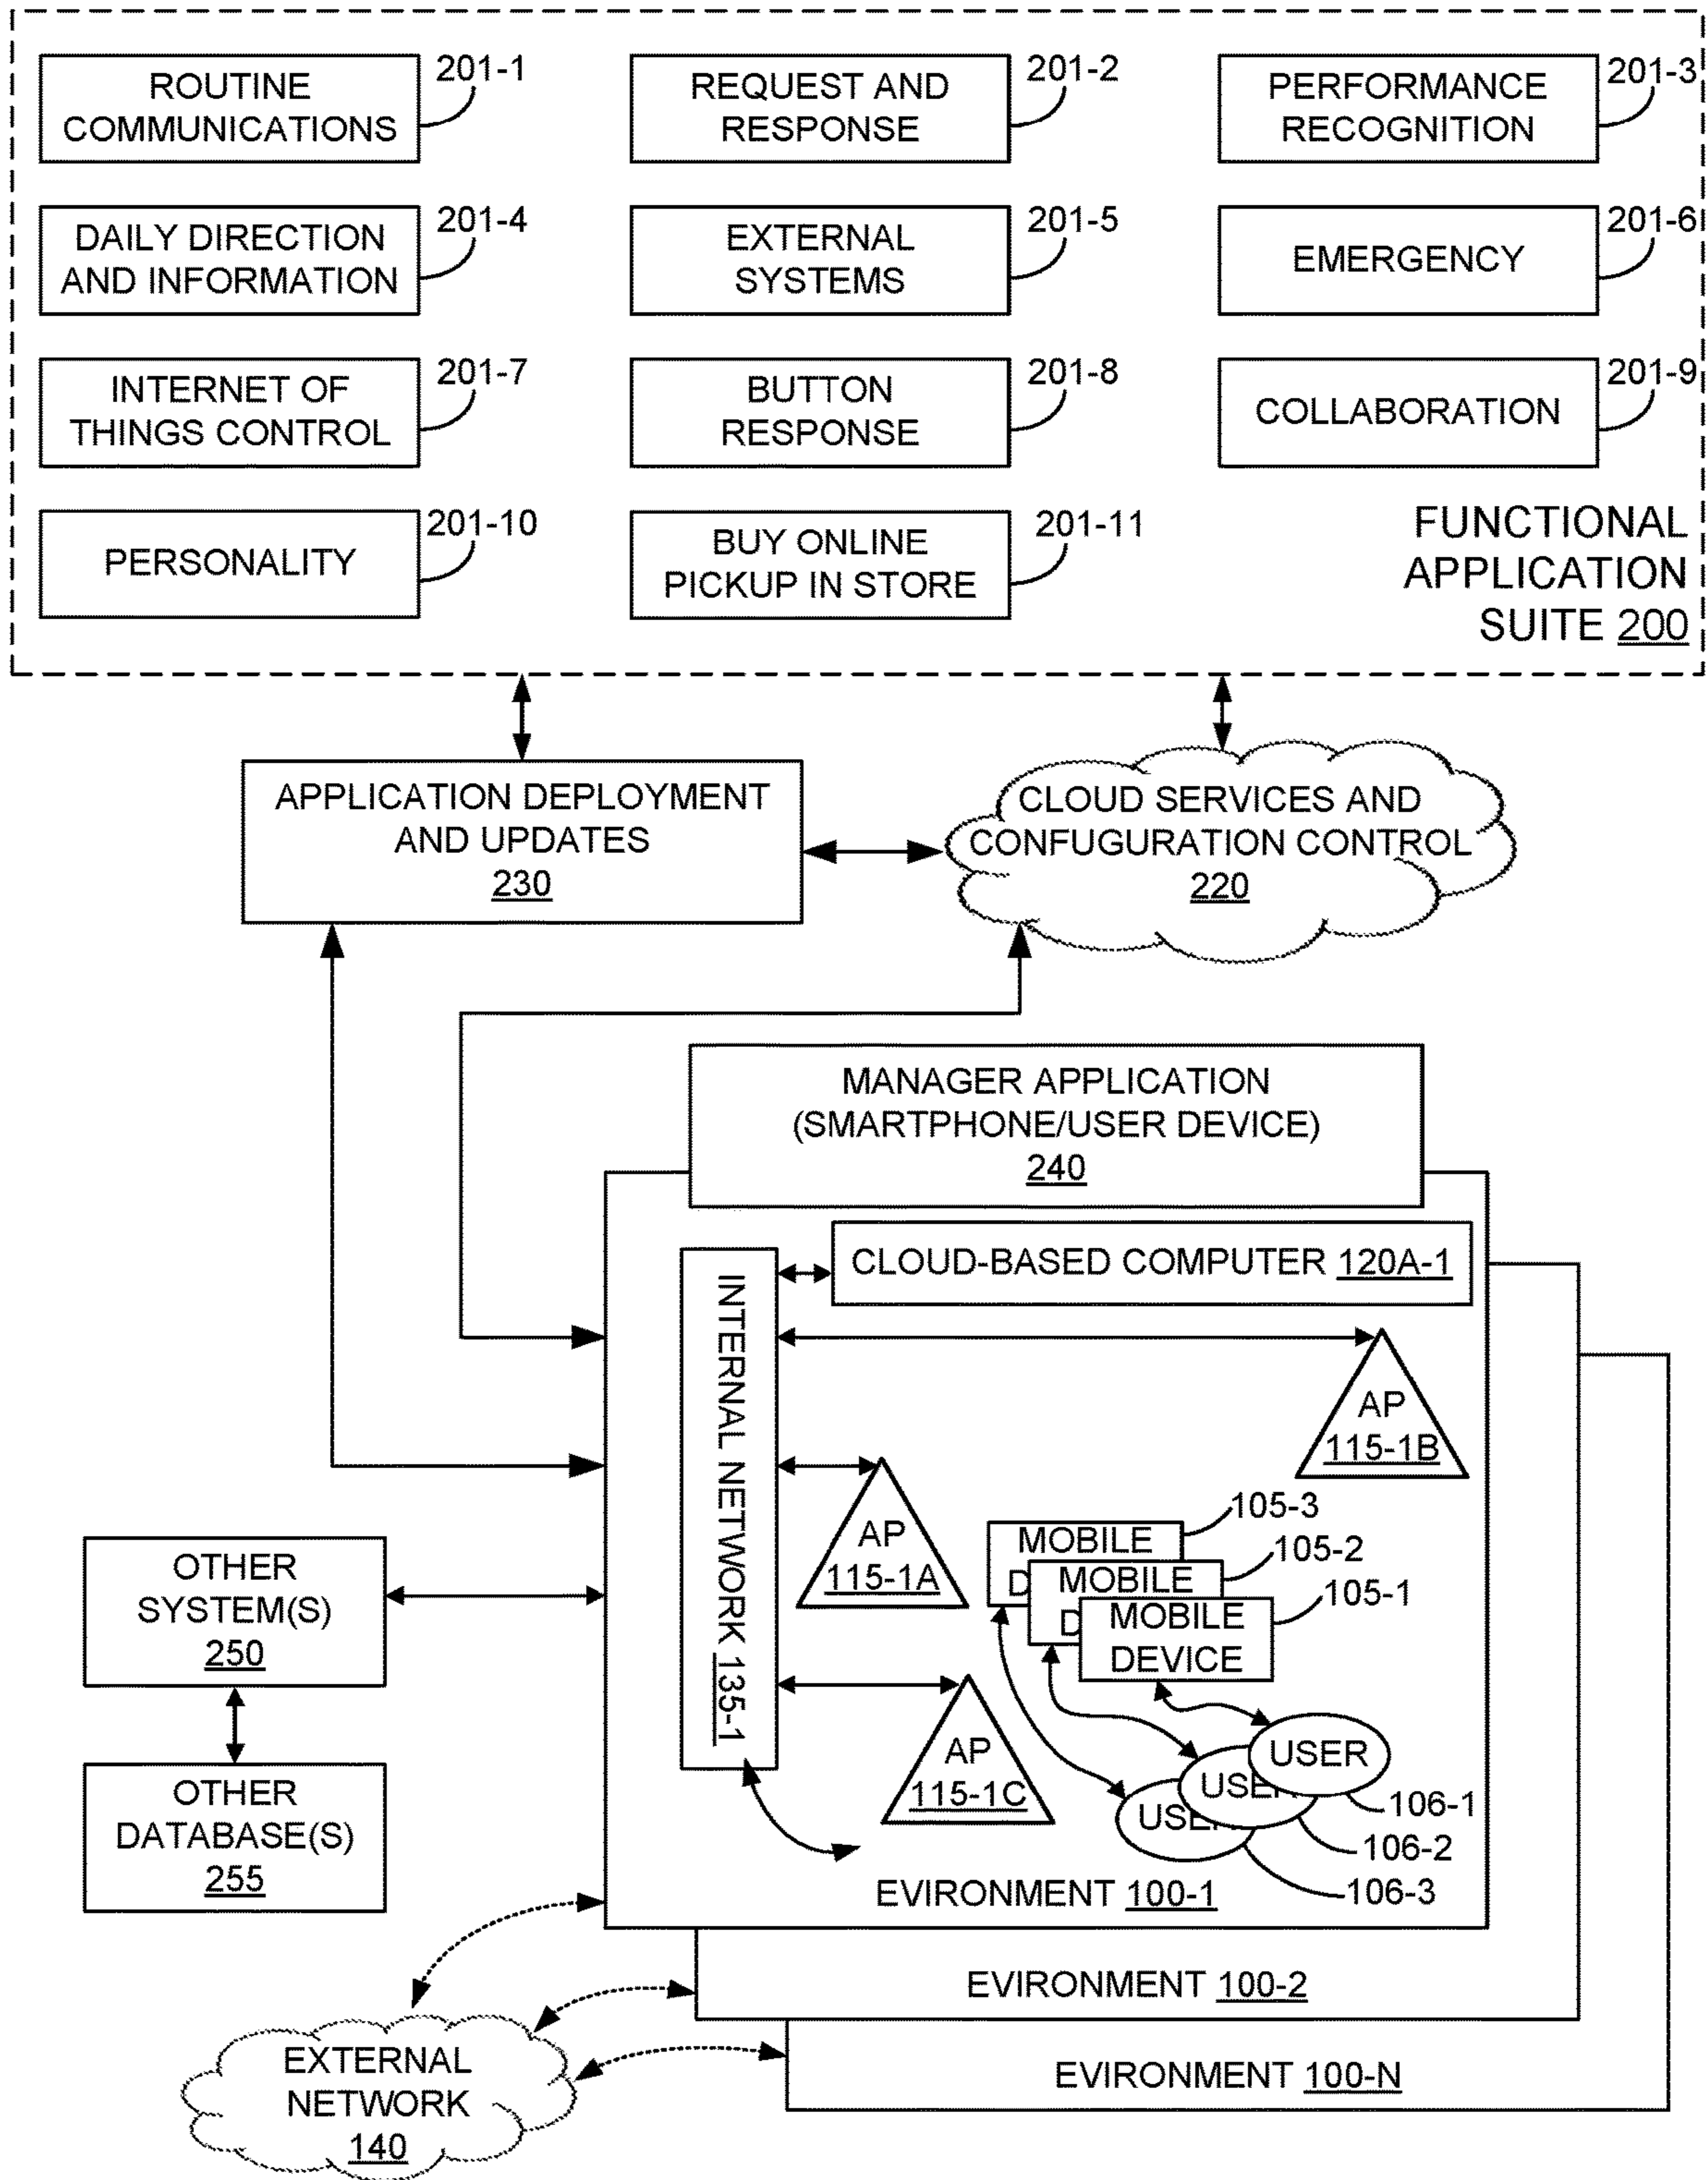 ROUTINE
COMMUNICATIONS
201-1
REQUEST AND
RESPONSE
201-2
PERFORMANCE
RECOGNITION
201-3
DAILY DIRECTION
AND INFORMATION
201-4
EXTERNAL
SYSTEMS
201-5
EMERGENCY
201-6
INTERNET OF
THINGS CONTROL
201-7
BUTTON
RESPONSE
201-8
COLLABORATION
201-9
PERSONALITY
201-10
BUY ONLINE
PICKUP IN STORE
201-11
FUNCTIONAL
APPLICATION
SUITE 200
APPLICATION DEPLOYMENT
AND UPDATES
230
CLOUD SERVICES AND
CONFUGURATION CONTROL
220
MANAGER APPLICATION
(SMARTPHONE/USER DEVICE)
240
CLOUD-BASED COMPUTER 120A-1
INTERNAL NETWORK 135-1
AP
115-1B
AP
115-1A
AP
115-1C
MOBILE
D
105-3
MOBILE
D
105-2
MOBILE
DEVICE
105-1
USER
106-1
USER
106-2
USER
106-3
EVIRONMENT 100-1
EVIRONMENT 100-2
EVIRONMENT 100-N
OTHER
SYSTEM(S)
250
OTHER
DATABASE(S)
255
EXTERNAL
NETWORK
140